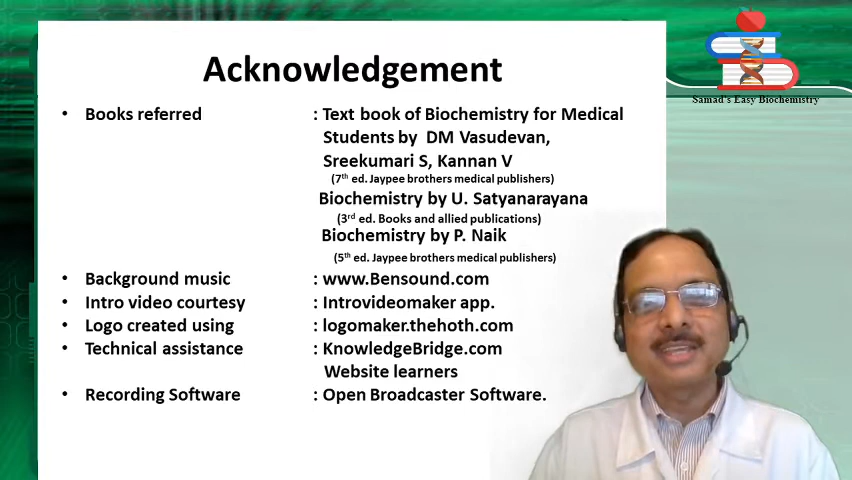 Acknowledgement
Samad's Easy Biochemistry
• Books referred : Text book of Biochemistry for Medical
Students by DM Vasudevan,
Sreekumari S, Kannan V
(7th ed. Jaypee brothers medical publishers)
Biochemistry by U. Satyanarayana
(3rd ed. Books and allied publications)
Biochemistry by P. Naik
(5th ed. Jaypee brothers medical publishers)
• Background music : www.Bensound.com
• Intro video courtesy : Introvideomaker app.
• Logo created using : logomaker.thehoth.com
• Technical assistance : KnowledgeBridge.com
Website learners
• Recording Software : Open Broadcaster Software.